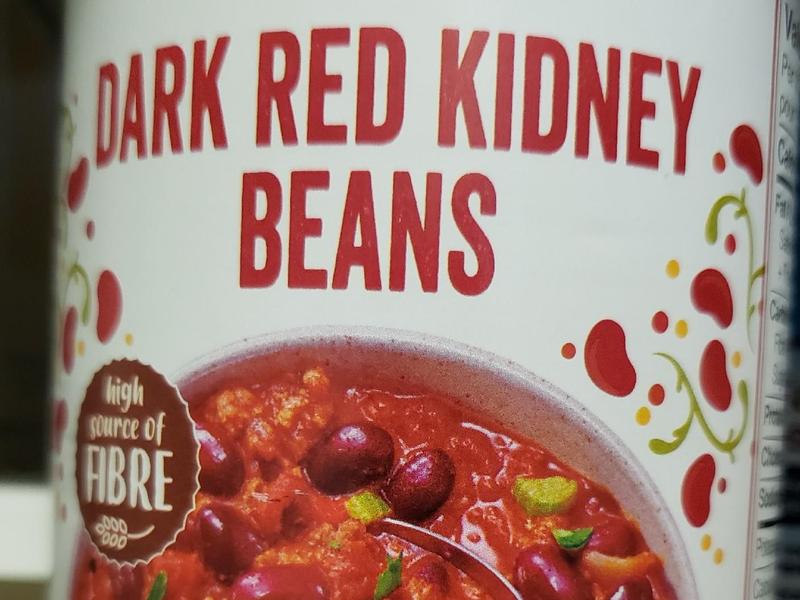 DARK RED KIDNEY
BEANS
high
source of
FIBRE